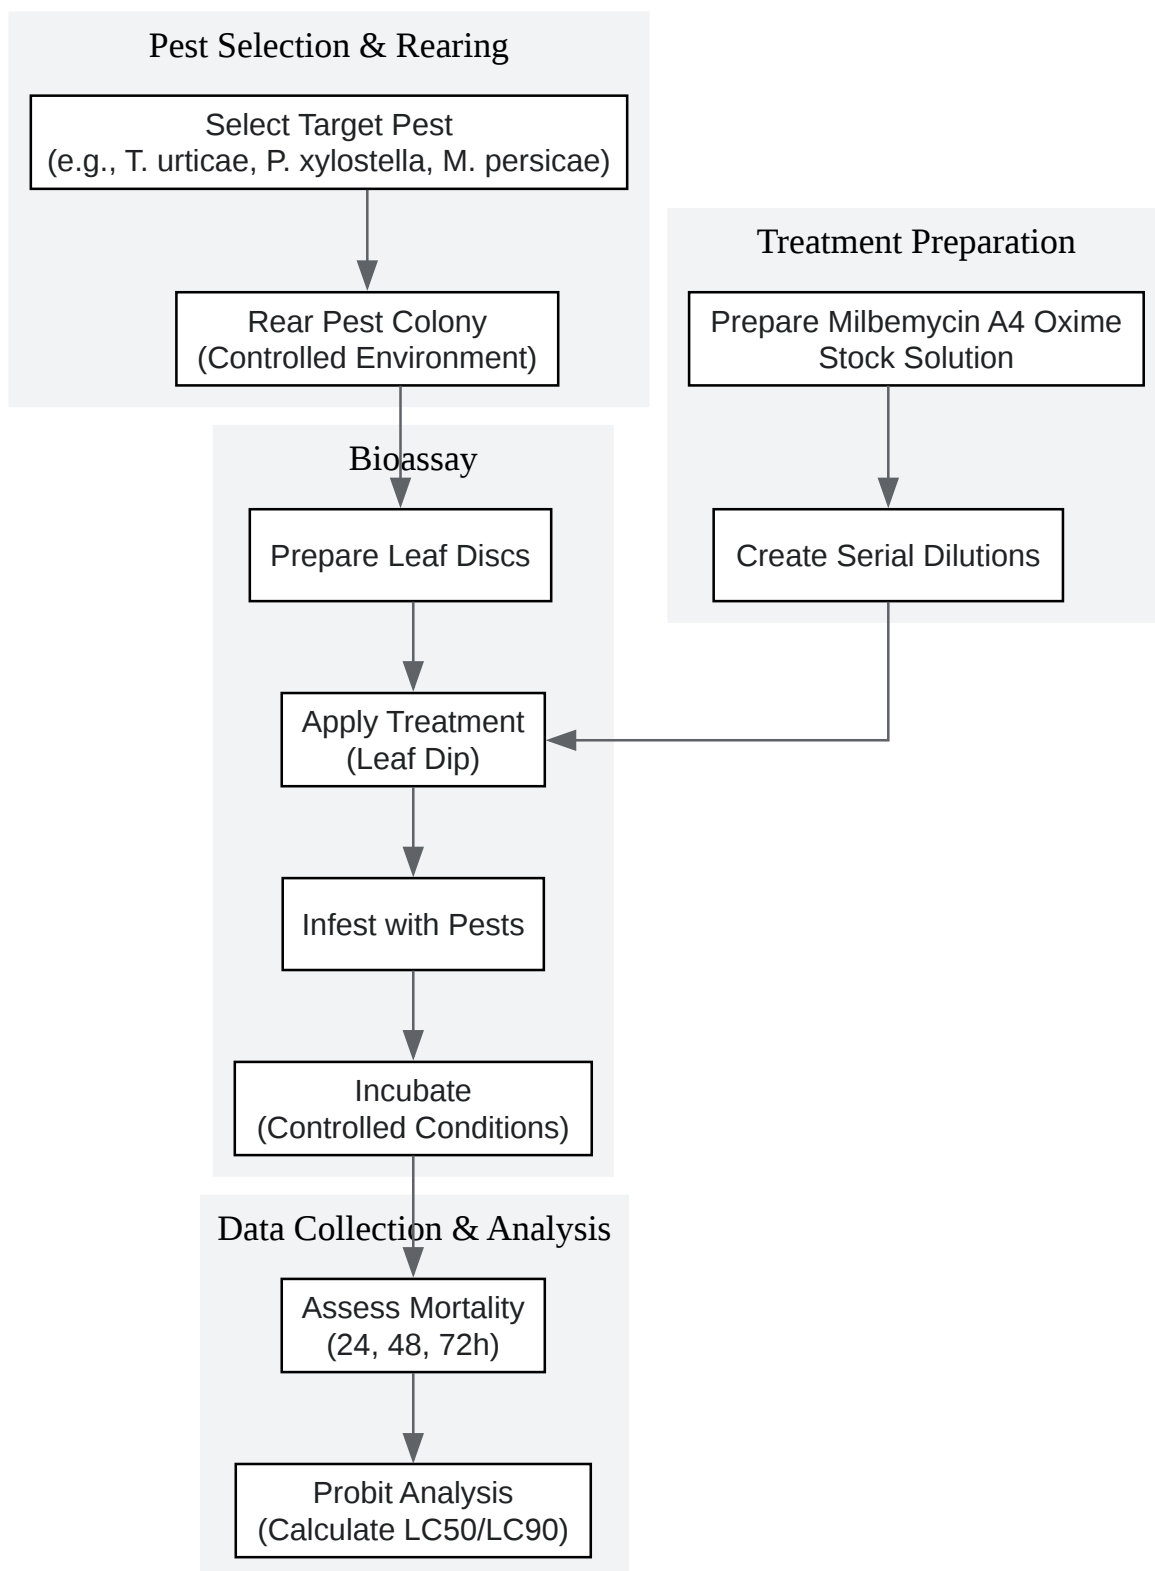 Pest Selection & Rearing
Select Target Pest
(e.g., T. urticae, P. xylostella, M. persicae)
Rear Pest Colony
(Controlled Environment)
Treatment Preparation
Prepare Milbemycin A4 Oxime
Stock Solution
Create Serial Dilutions
Bioassay
Prepare Leaf Discs
Apply Treatment
(Leaf Dip)
Infest with Pests
Incubate
(Controlled Conditions)
Data Collection & Analysis
Assess Mortality
(24, 48, 72h)
Probit Analysis
(Calculate LC50/LC90)